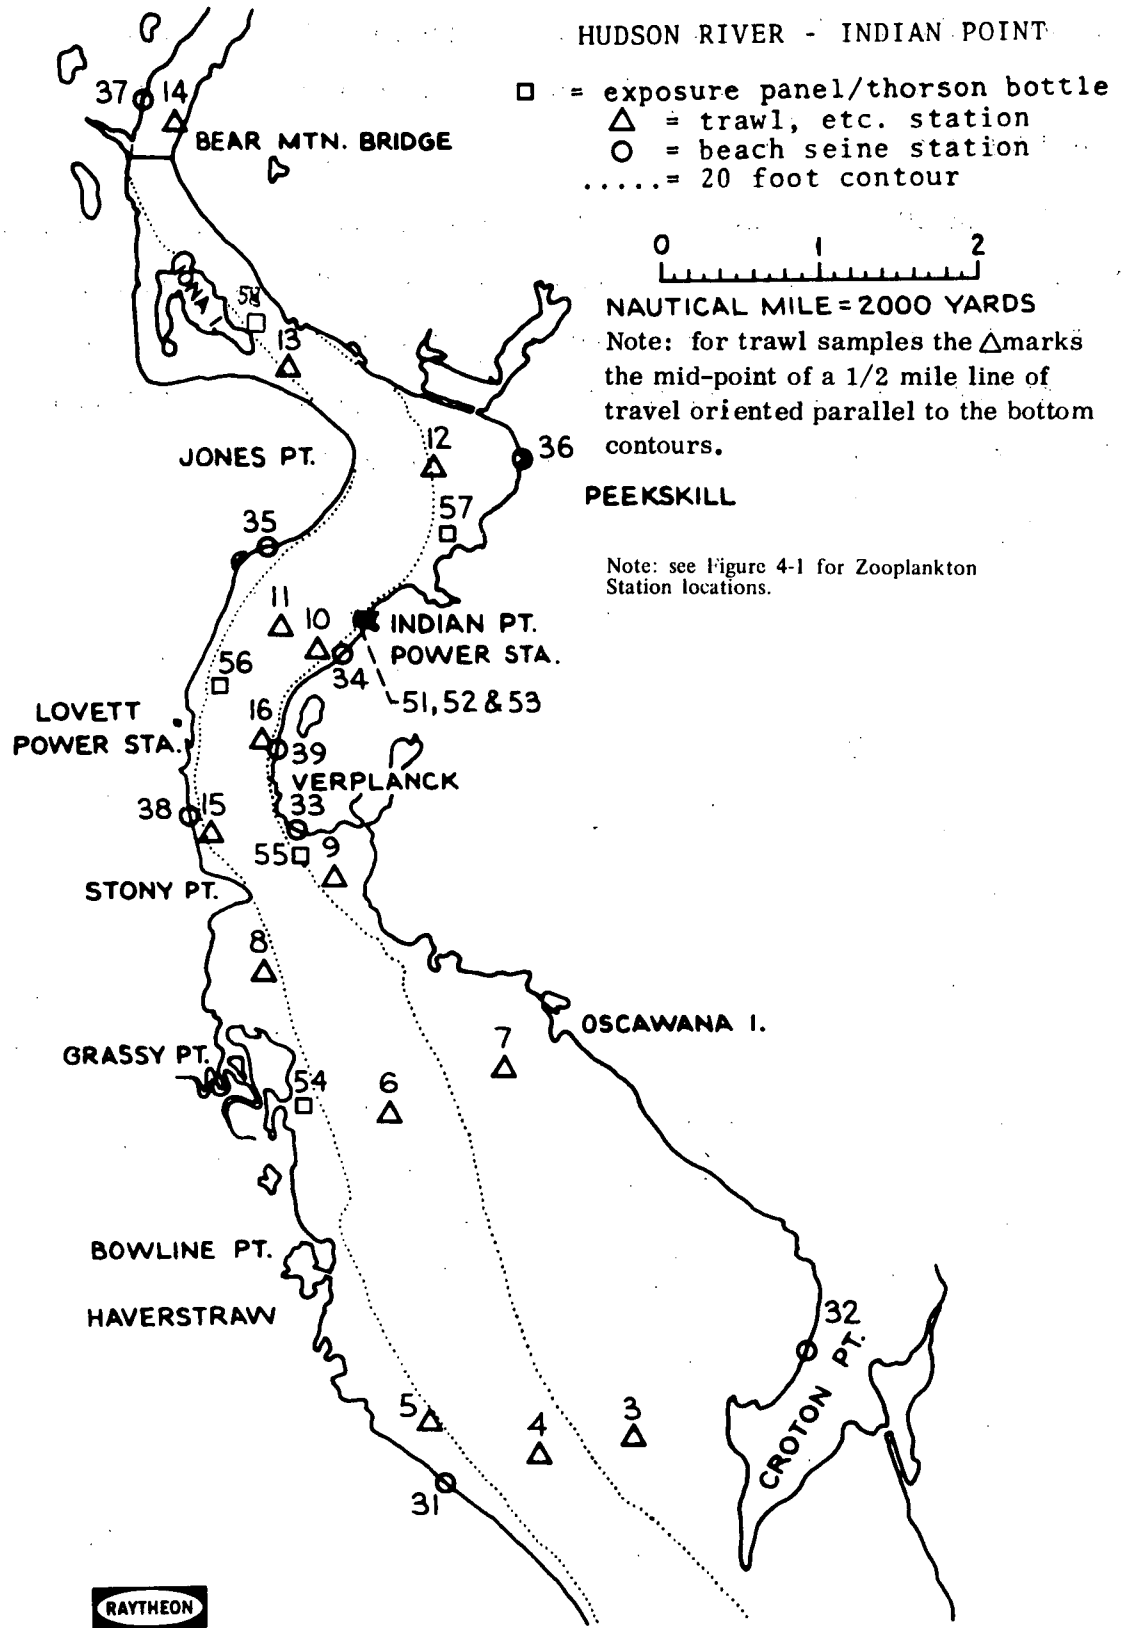 HUDSON RIVER - INDIAN POINT
= exposure panel/thorson bottle
= trawl, etc. station
= beach seine station
.....= 20 foot contour
0 1 2
NAUTICAL MILE = 2000 YARDS
Note: for trawl samples the △marks
the mid-point of a 1/2 mile line of
travel oriented parallel to the bottom
contours.
37 14
BEAR MTN. BRIDGE
IONA I.
13
12
36
JONES PT.
PEEKSKILL
57
35
Note: see Figure 4-1 for Zooplankton
Station locations.
11
10
INDIAN PT.
POWER STA.
34
56
51, 52 & 53
LOVETT
POWER STA.
16
39
VERPLANCK
38 15
33
55
9
STONY PT.
8
OSCAWANA I.
7
GRASSY PT.
54
6
BOWLINE PT.
HAVERSTRAW
32
CROTON PT.
5
4
3
31
RAYTHEON